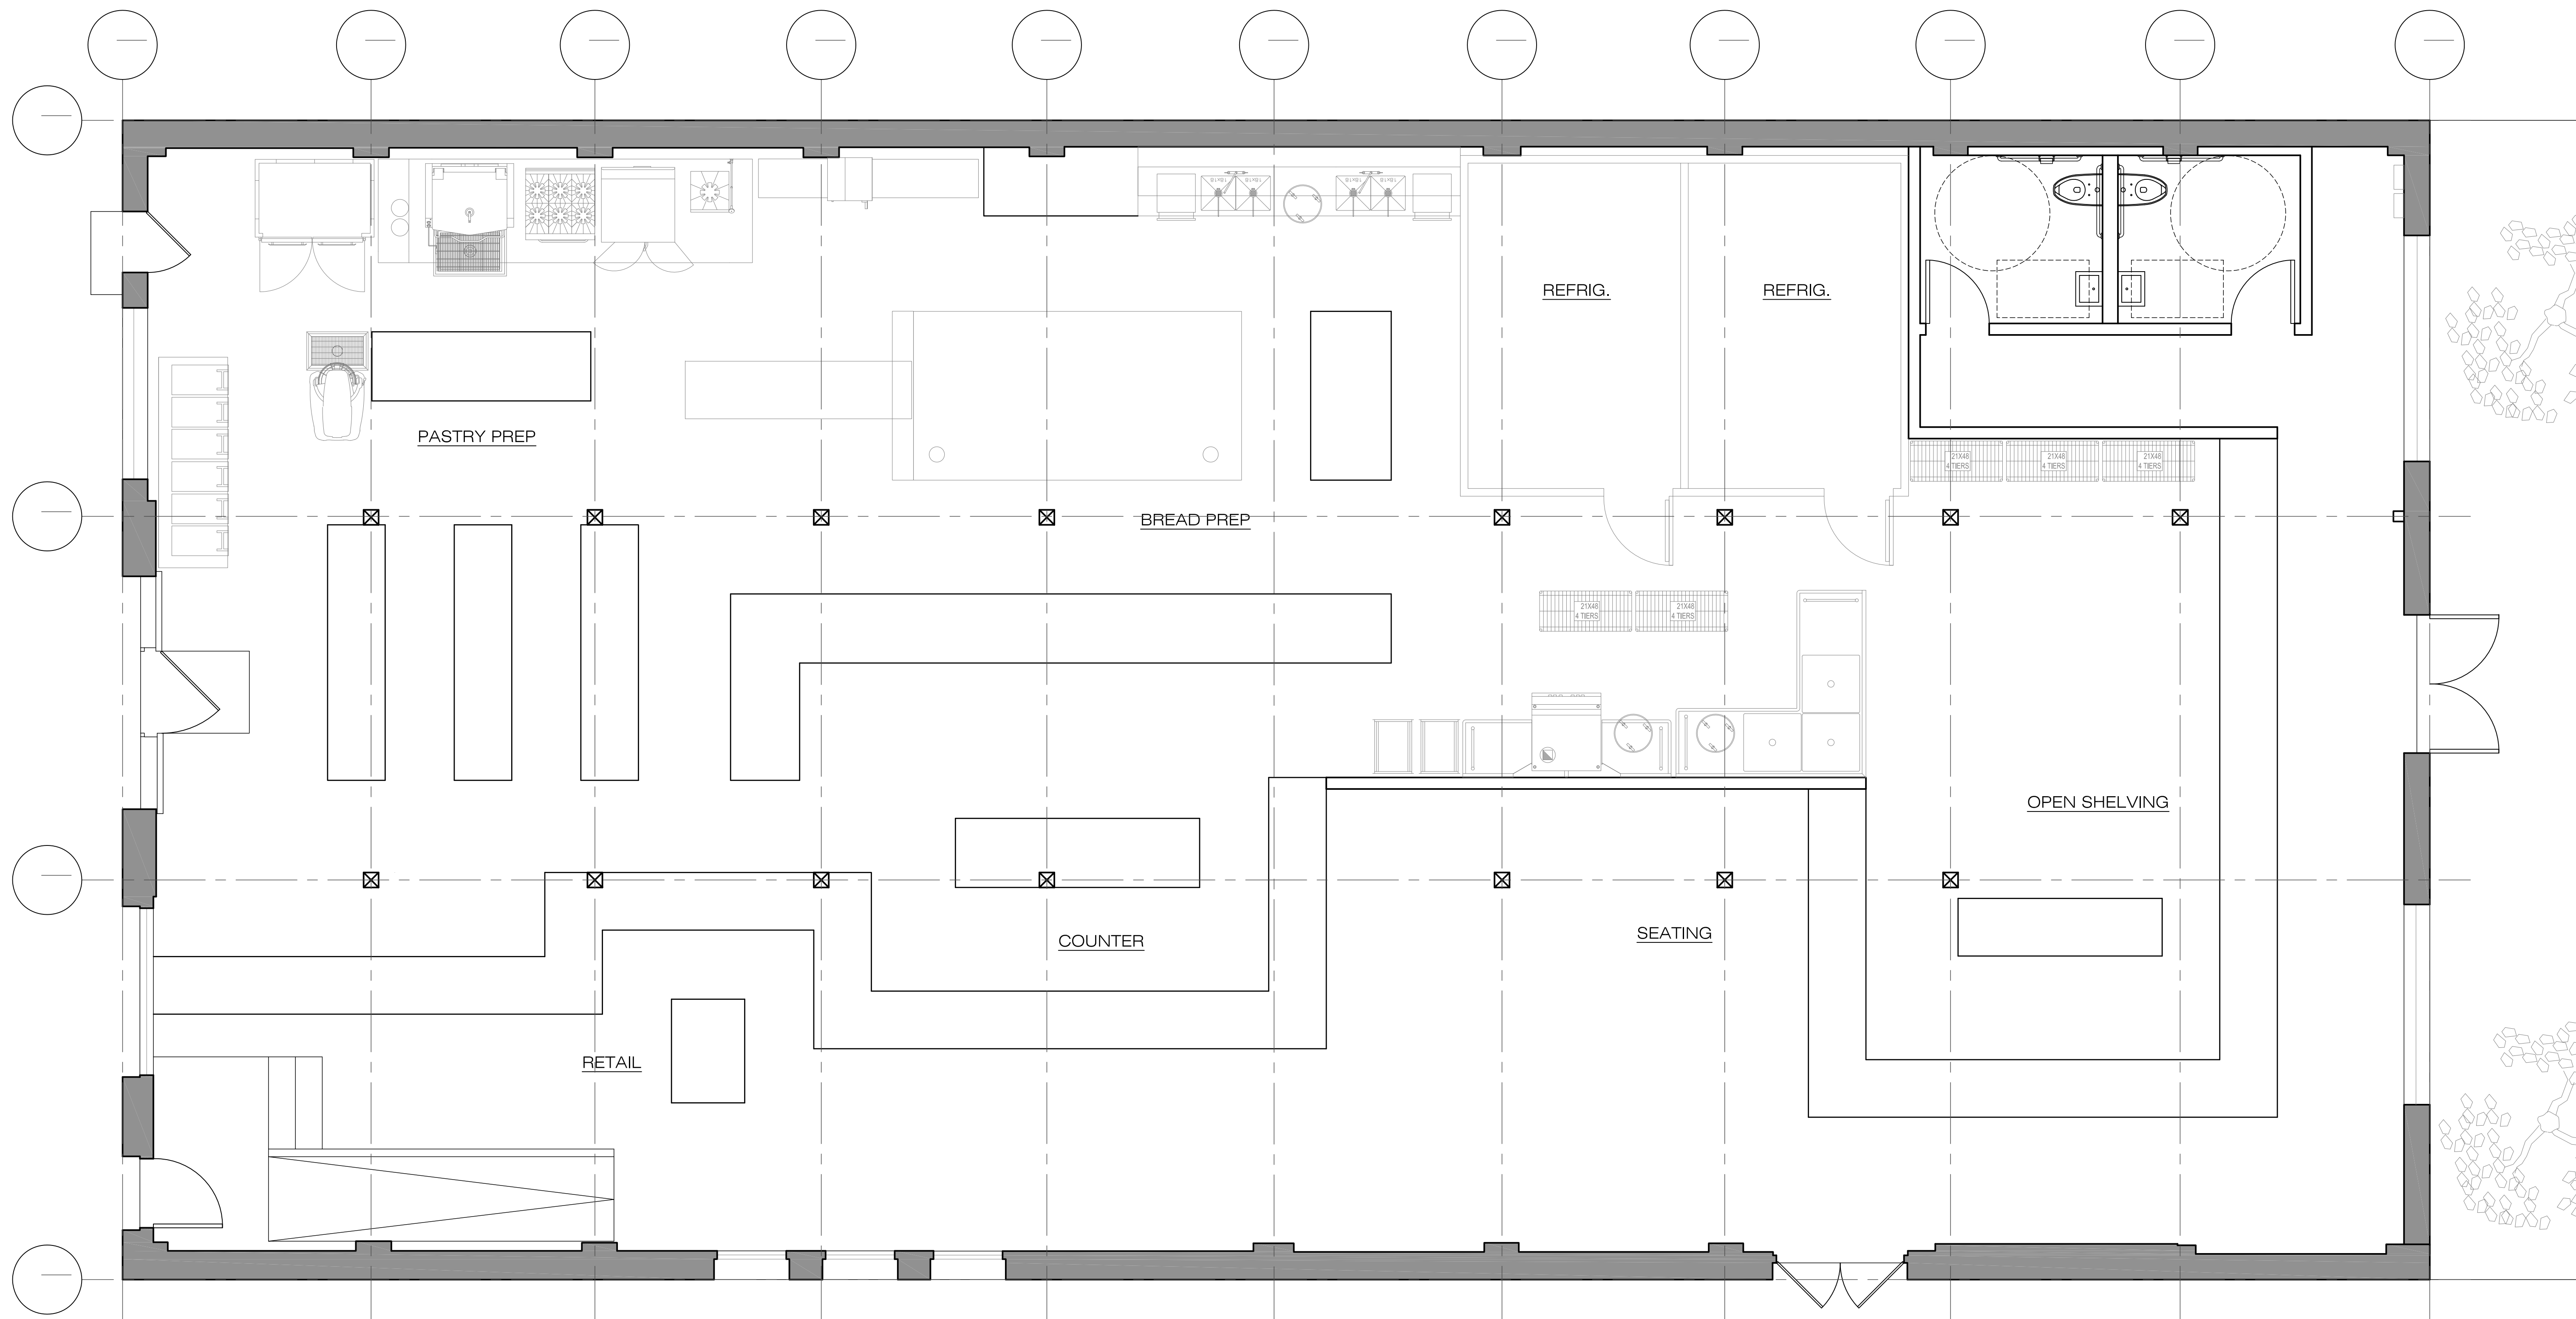 REFRIG.
REFRIG.
PASTRY PREP
21X48
4 TIERS
21X48
4 TIERS
21X48
4 TIERS
BREAD PREP
21X48
4 TIERS
21X48
4 TIERS
OPEN SHELVING
COUNTER
SEATING
RETAIL